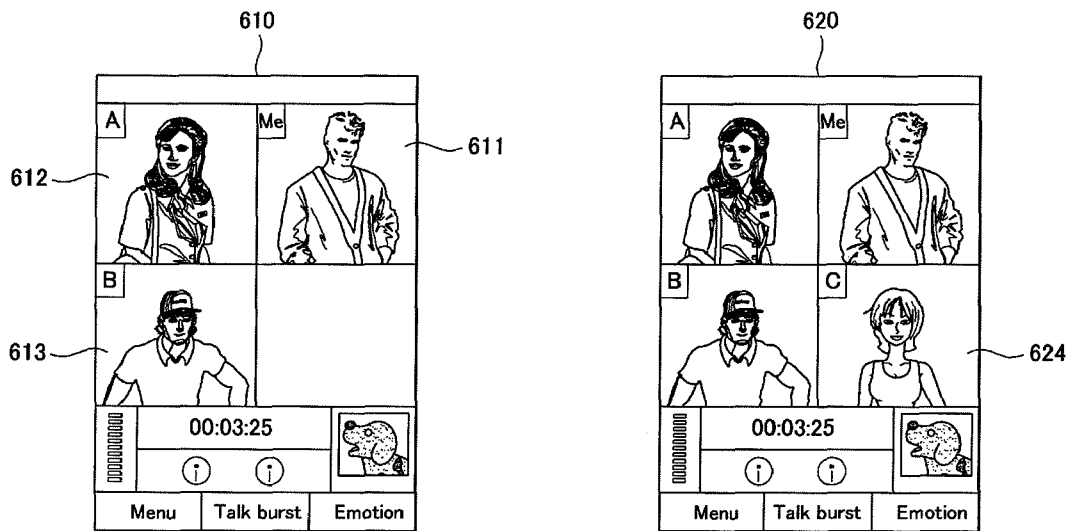 610
620
A
Me
611
612
B
613
00:03:25
i i
Menu Talk burst Emotion
A
Me
B
C
624
00:03:25
i i
Menu Talk burst Emotion